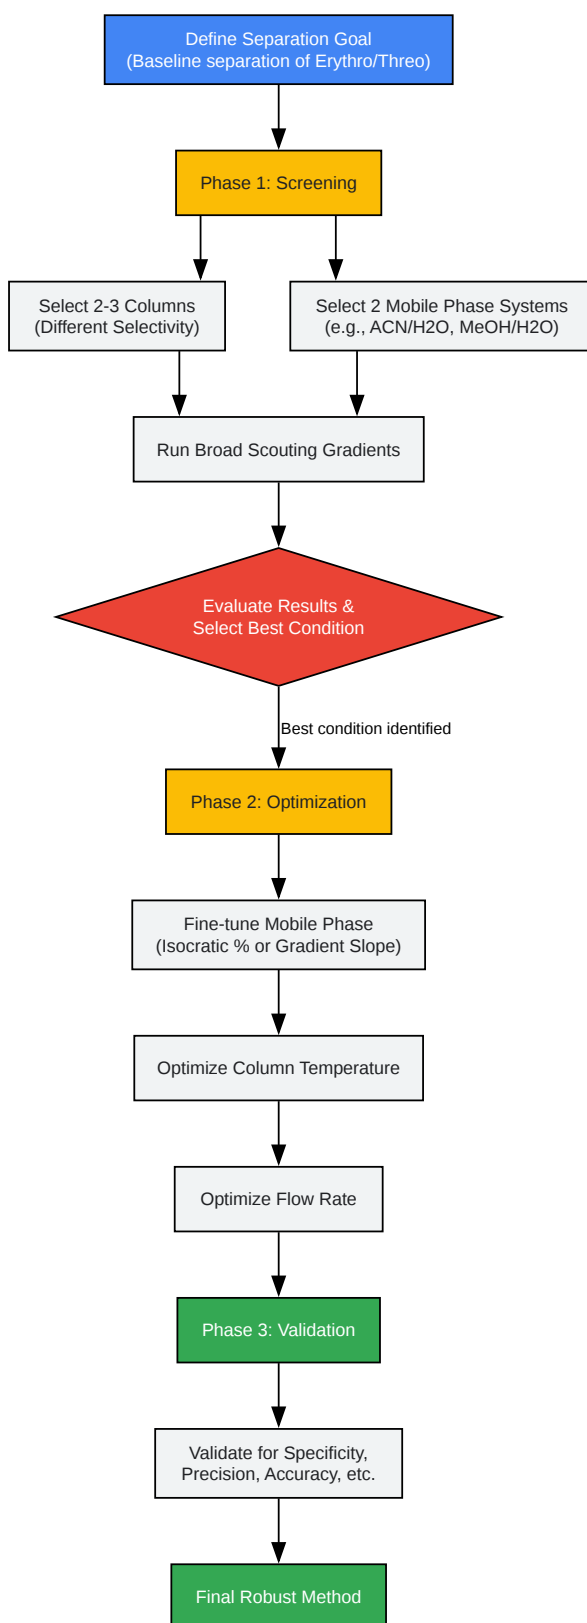 Define Separation Goal
(Baseline separation of Erythro/Threo)
Phase 1: Screening
Select 2-3 Columns
(Different Selectivity)
Select 2 Mobile Phase Systems
(e.g., ACN/H2O, MeOH/H2O)
Run Broad Scouting Gradients
Evaluate Results &
Select Best Condition
Best condition identified
Phase 2: Optimization
Fine-tune Mobile Phase
(Isocratic % or Gradient Slope)
Optimize Column Temperature
Optimize Flow Rate
Phase 3: Validation
Validate for Specificity,
Precision, Accuracy, etc.
Final Robust Method